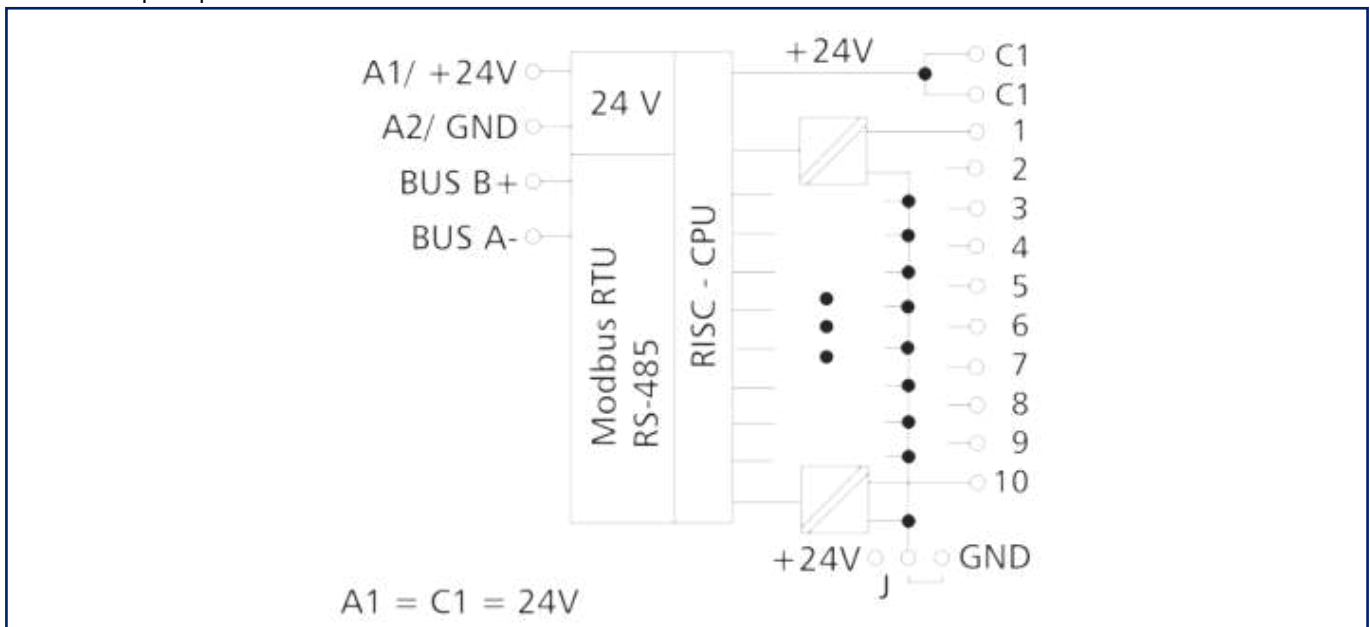 A1/ +24V
A2/ GND
BUS B+
BUS A-
24 V
Modbus RTU
RS-485
RISC - CPU
+24V
C1
C1
1
2
3
4
5
6
7
8
9
10
+24V
GND
J
A1 = C1 = 24V